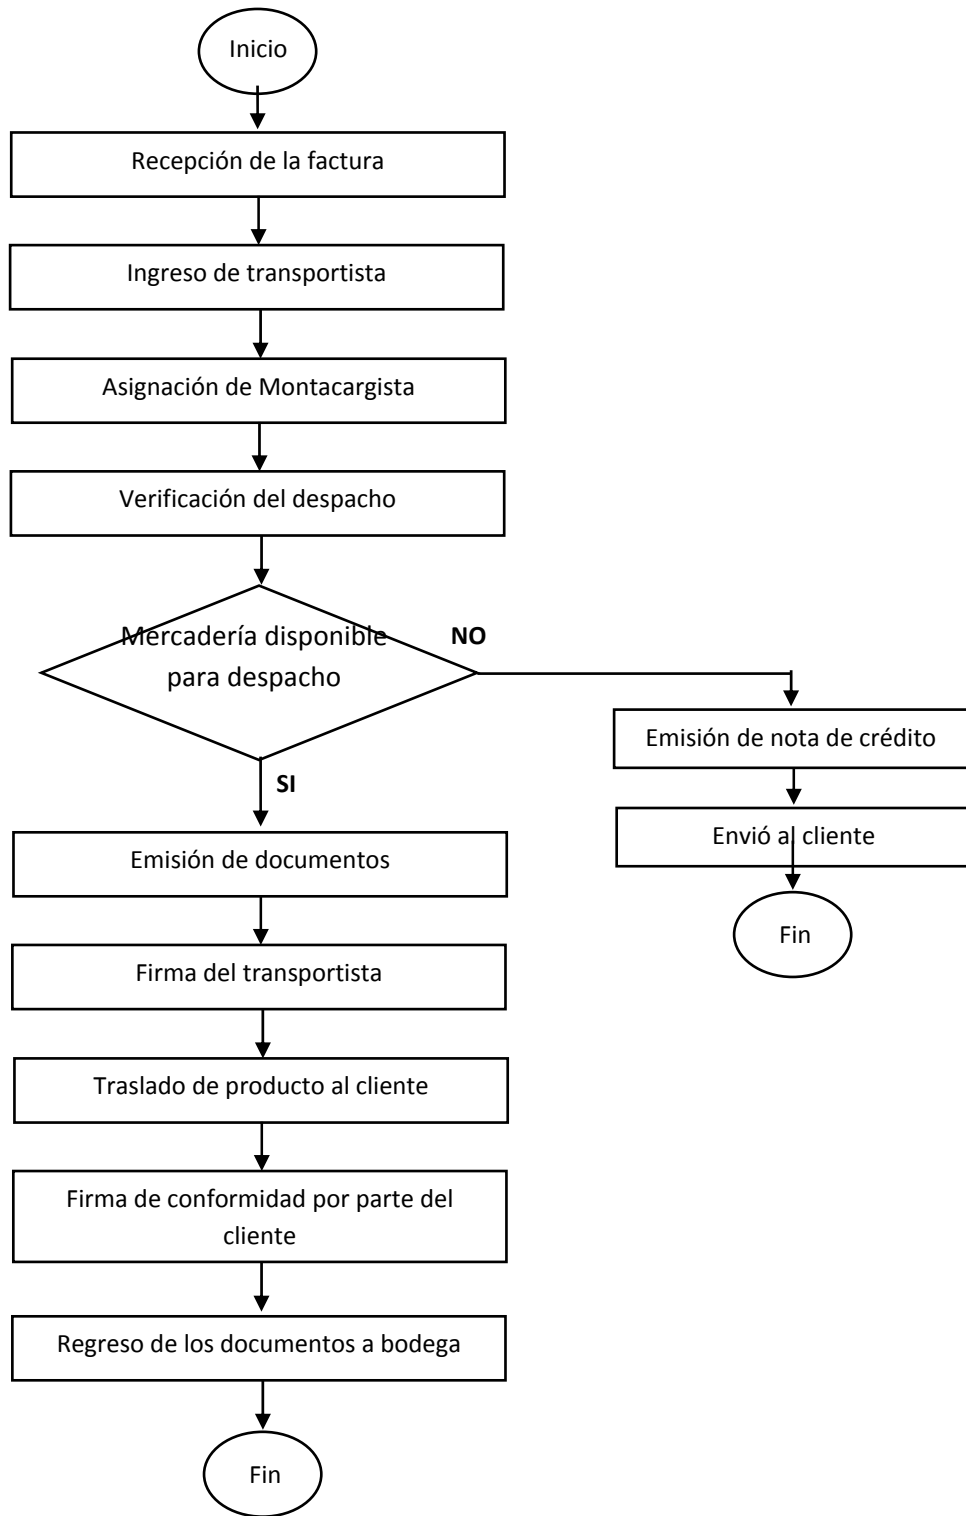 Inicio
Recepción de la factura
Ingreso de transportista
Asignación de Montacargista
Verificación del despacho
Mercadería disponible
para despacho
NO
Emisión de nota de crédito
Envió al cliente
Fin
SI
Emisión de documentos
Firma del transportista
Traslado de producto al cliente
Firma de conformidad por parte del
cliente
Regreso de los documentos a bodega
Fin